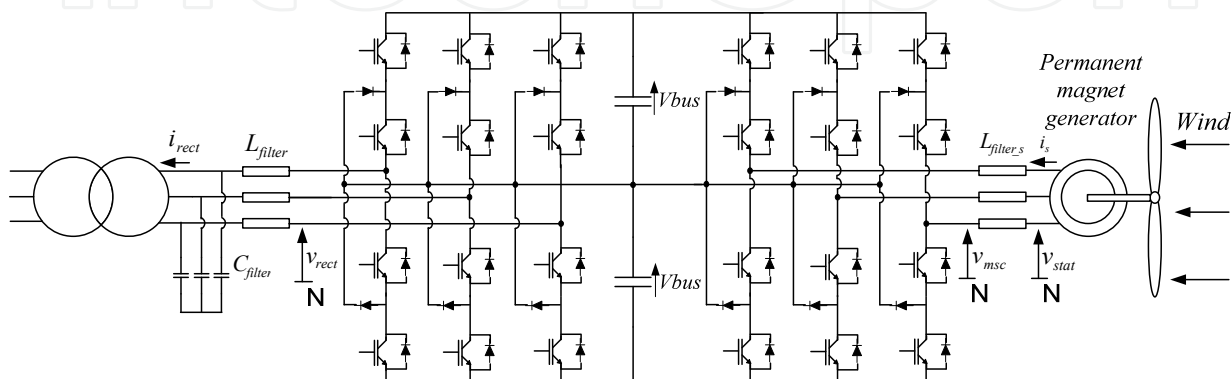 Permanent
magnet
generator
Wind
Vbus
i_rect
L_filter
L_filter_s
i_s
C_filter
v_rect
N
Vbus
v_msc
N
v_stat
N